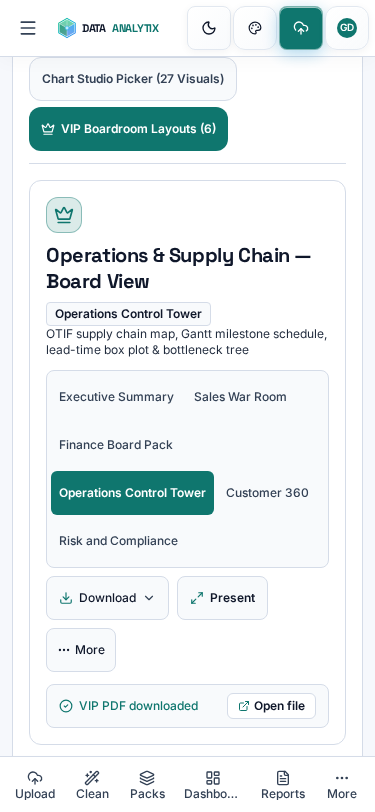 DATA ANALYTIX
GD
Chart Studio Picker (27 Visuals)
VIP Boardroom Layouts (6)
Operations & Supply Chain —
Board View
Operations Control Tower
OTIF supply chain map, Gantt milestone schedule,
lead-time box plot & bottleneck tree
Executive Summary
Sales War Room
Finance Board Pack
Operations Control Tower
Customer 360
Risk and Compliance
Download
Present
More
VIP PDF downloaded
Open file
Upload
Clean
Packs
Dashbo...
Reports
More